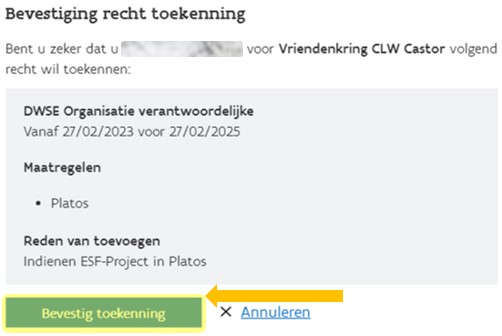 Bevestiging recht toekenning
Bent u zeker dat u voor Vriendenkring CLW Castor volgend
recht wil toekennen:
DWSE Organisatie verantwoordelijke
Vanaf 27/02/2023 voor 27/02/2025
Maatregelen
• Platos
Reden van toevoegen
Indienen ESF-Project in Platos
Bevestig toekenning × Annuleren